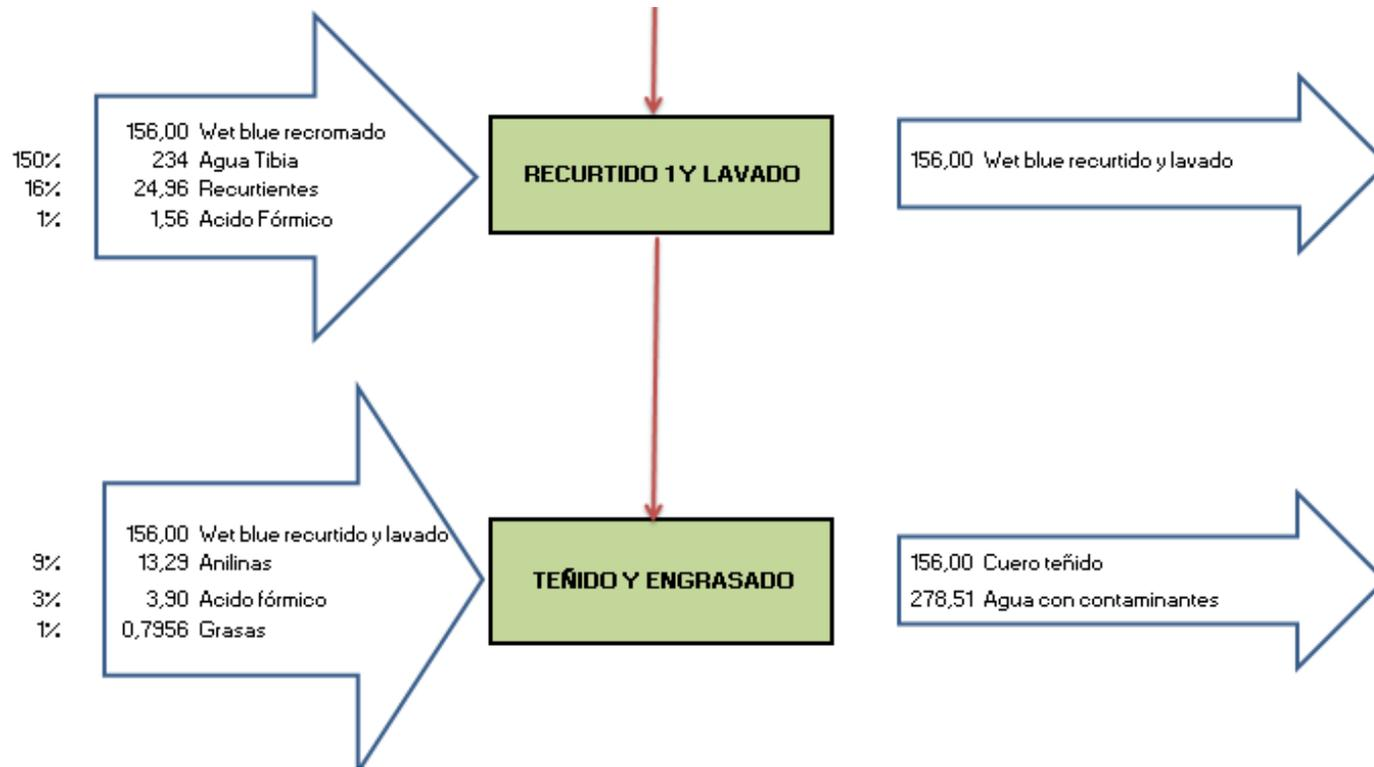 156,00 Wet blue recromado
150% 234 Agua Tibia
16% 24,96 Recurtientes
1% 1,56 Acido Fórmico
RECURTIDO 1 Y LAVADO
156,00 Wet blue recurtido y lavado
156,00 Wet blue recurtido y lavado
9% 13,29 Anilinas
3% 3,90 Acido fórmico
1% 0,7956 Grasas
TEÑIDO Y ENGRASADO
156,00 Cuero teñido
278,51 Agua con contaminantes